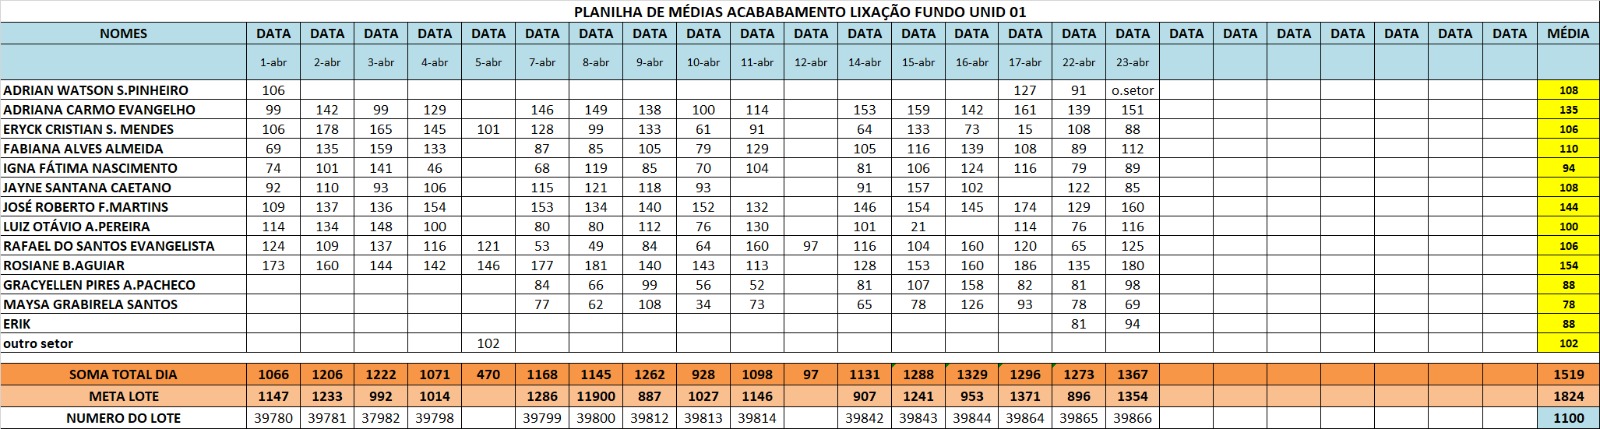 PLANILHA DE MÉDIAS ACABABAMENTO LIXAÇÃO FUNDO UNID 01
NOMES DATA DATA DATA DATA DATA DATA DATA DATA DATA DATA DATA DATA DATA DATA DATA DATA DATA DATA DATA DATA DATA DATA DATA DATA MÉDIA
1-abr 2-abr 3-abr 4-abr 5-abr 7-abr 8-abr 9-abr 10-abr 11-abr 12-abr 14-abr 15-abr 16-abr 17-abr 22-abr 23-abr
ADRIAN WATSON S.PINHEIRO 106 127 91 o.setor 108
ADRIANA CARMO EVANGELHO 99 142 99 129 146 149 138 100 114 153 159 142 161 139 151 135
ERYCK CRISTIAN S. MENDES 106 178 165 145 101 128 99 133 61 91 64 133 73 15 108 88 106
FABIANA ALVES ALMEIDA 69 135 159 133 87 85 105 79 129 105 116 139 108 89 112 110
IGNA FÁTIMA NASCIMENTO 74 101 141 46 68 119 85 70 104 81 106 124 116 79 89 94
JAYNE SANTANA CAETANO 92 110 93 106 115 121 118 93 91 157 102 122 85 108
JOSÉ ROBERTO F.MARTINS 109 137 136 154 153 134 140 152 132 146 154 145 174 129 160 144
LUIZ OTÁVIO A.PEREIRA 114 134 148 100 80 80 112 76 130 101 21 114 76 116 100
RAFAEL DO SANTOS EVANGELISTA 124 109 137 116 121 53 49 84 64 160 97 116 104 160 120 65 125 106
ROSIANE B.AGUIAR 173 160 144 142 146 177 181 140 143 113 128 153 160 186 135 180 154
GRACYELLEN PIRES A.PACHECO 84 66 99 56 52 81 107 158 82 81 98 88
MAYSA GRABIRELA SANTOS 77 62 108 34 73 65 78 126 93 78 69 78
ERIK 81 94 88
outro setor 102 102
SOMA TOTAL DIA 1066 1206 1222 1071 470 1168 1145 1262 928 1098 97 1131 1288 1329 1296 1273 1367 1519
META LOTE 1147 1233 992 1014 1286 11900 887 1027 1146 907 1241 953 1371 896 1354 1824
NUMERO DO LOTE 39780 39781 37982 39798 39799 39800 39812 39813 39814 39842 39843 39844 39864 39865 39866 1100